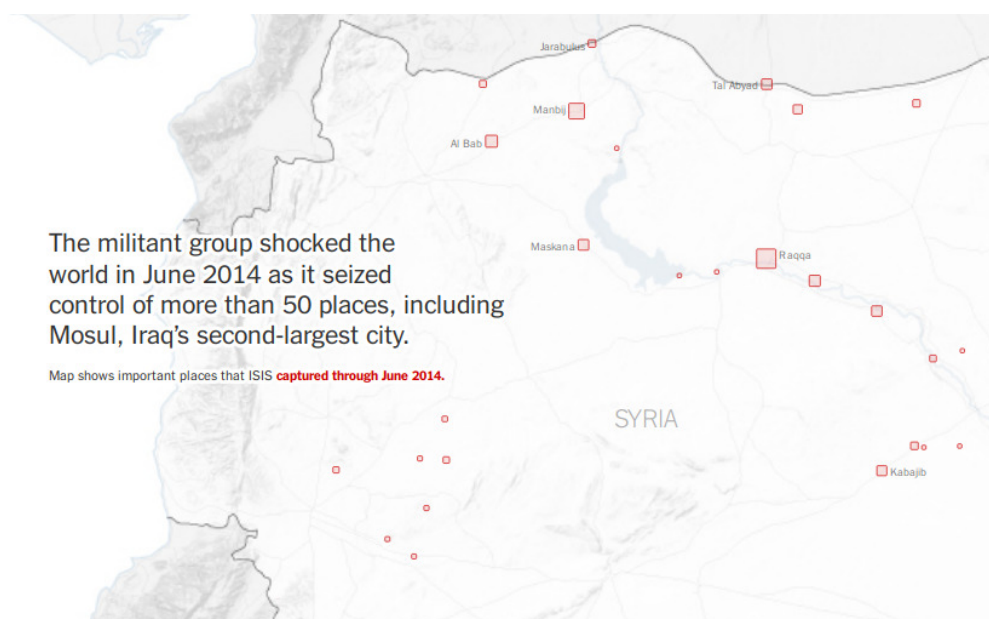 Jarabulus
Tal Abyad
Manbij
Al Bab
The militant group shocked the
world in June 2014 as it seized
control of more than 50 places, including
Mosul, Iraq’s second-largest city.
Map shows important places that ISIS captured through June 2014.
Maskana
Raqqa
SYRIA
Kabajib